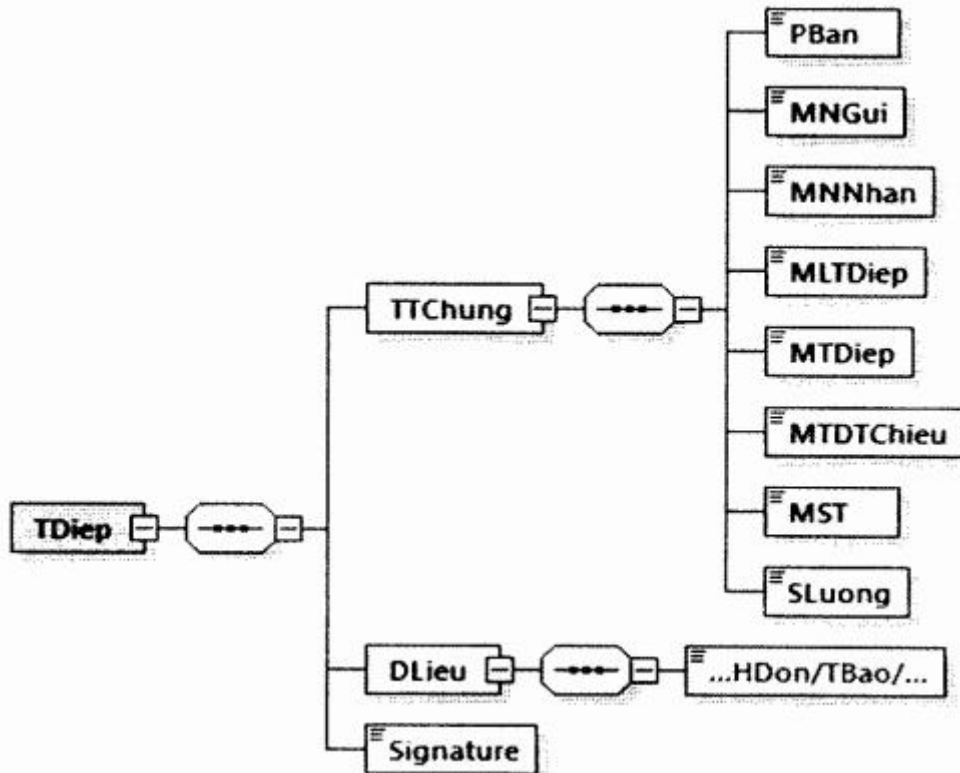 PBan
MNGui
MNNhan
MLTDiep
TTChung
MTDiep
MTDTChieu
MST
TDiep
SLuong
DLieu
...HDon/TBao/...
Signature